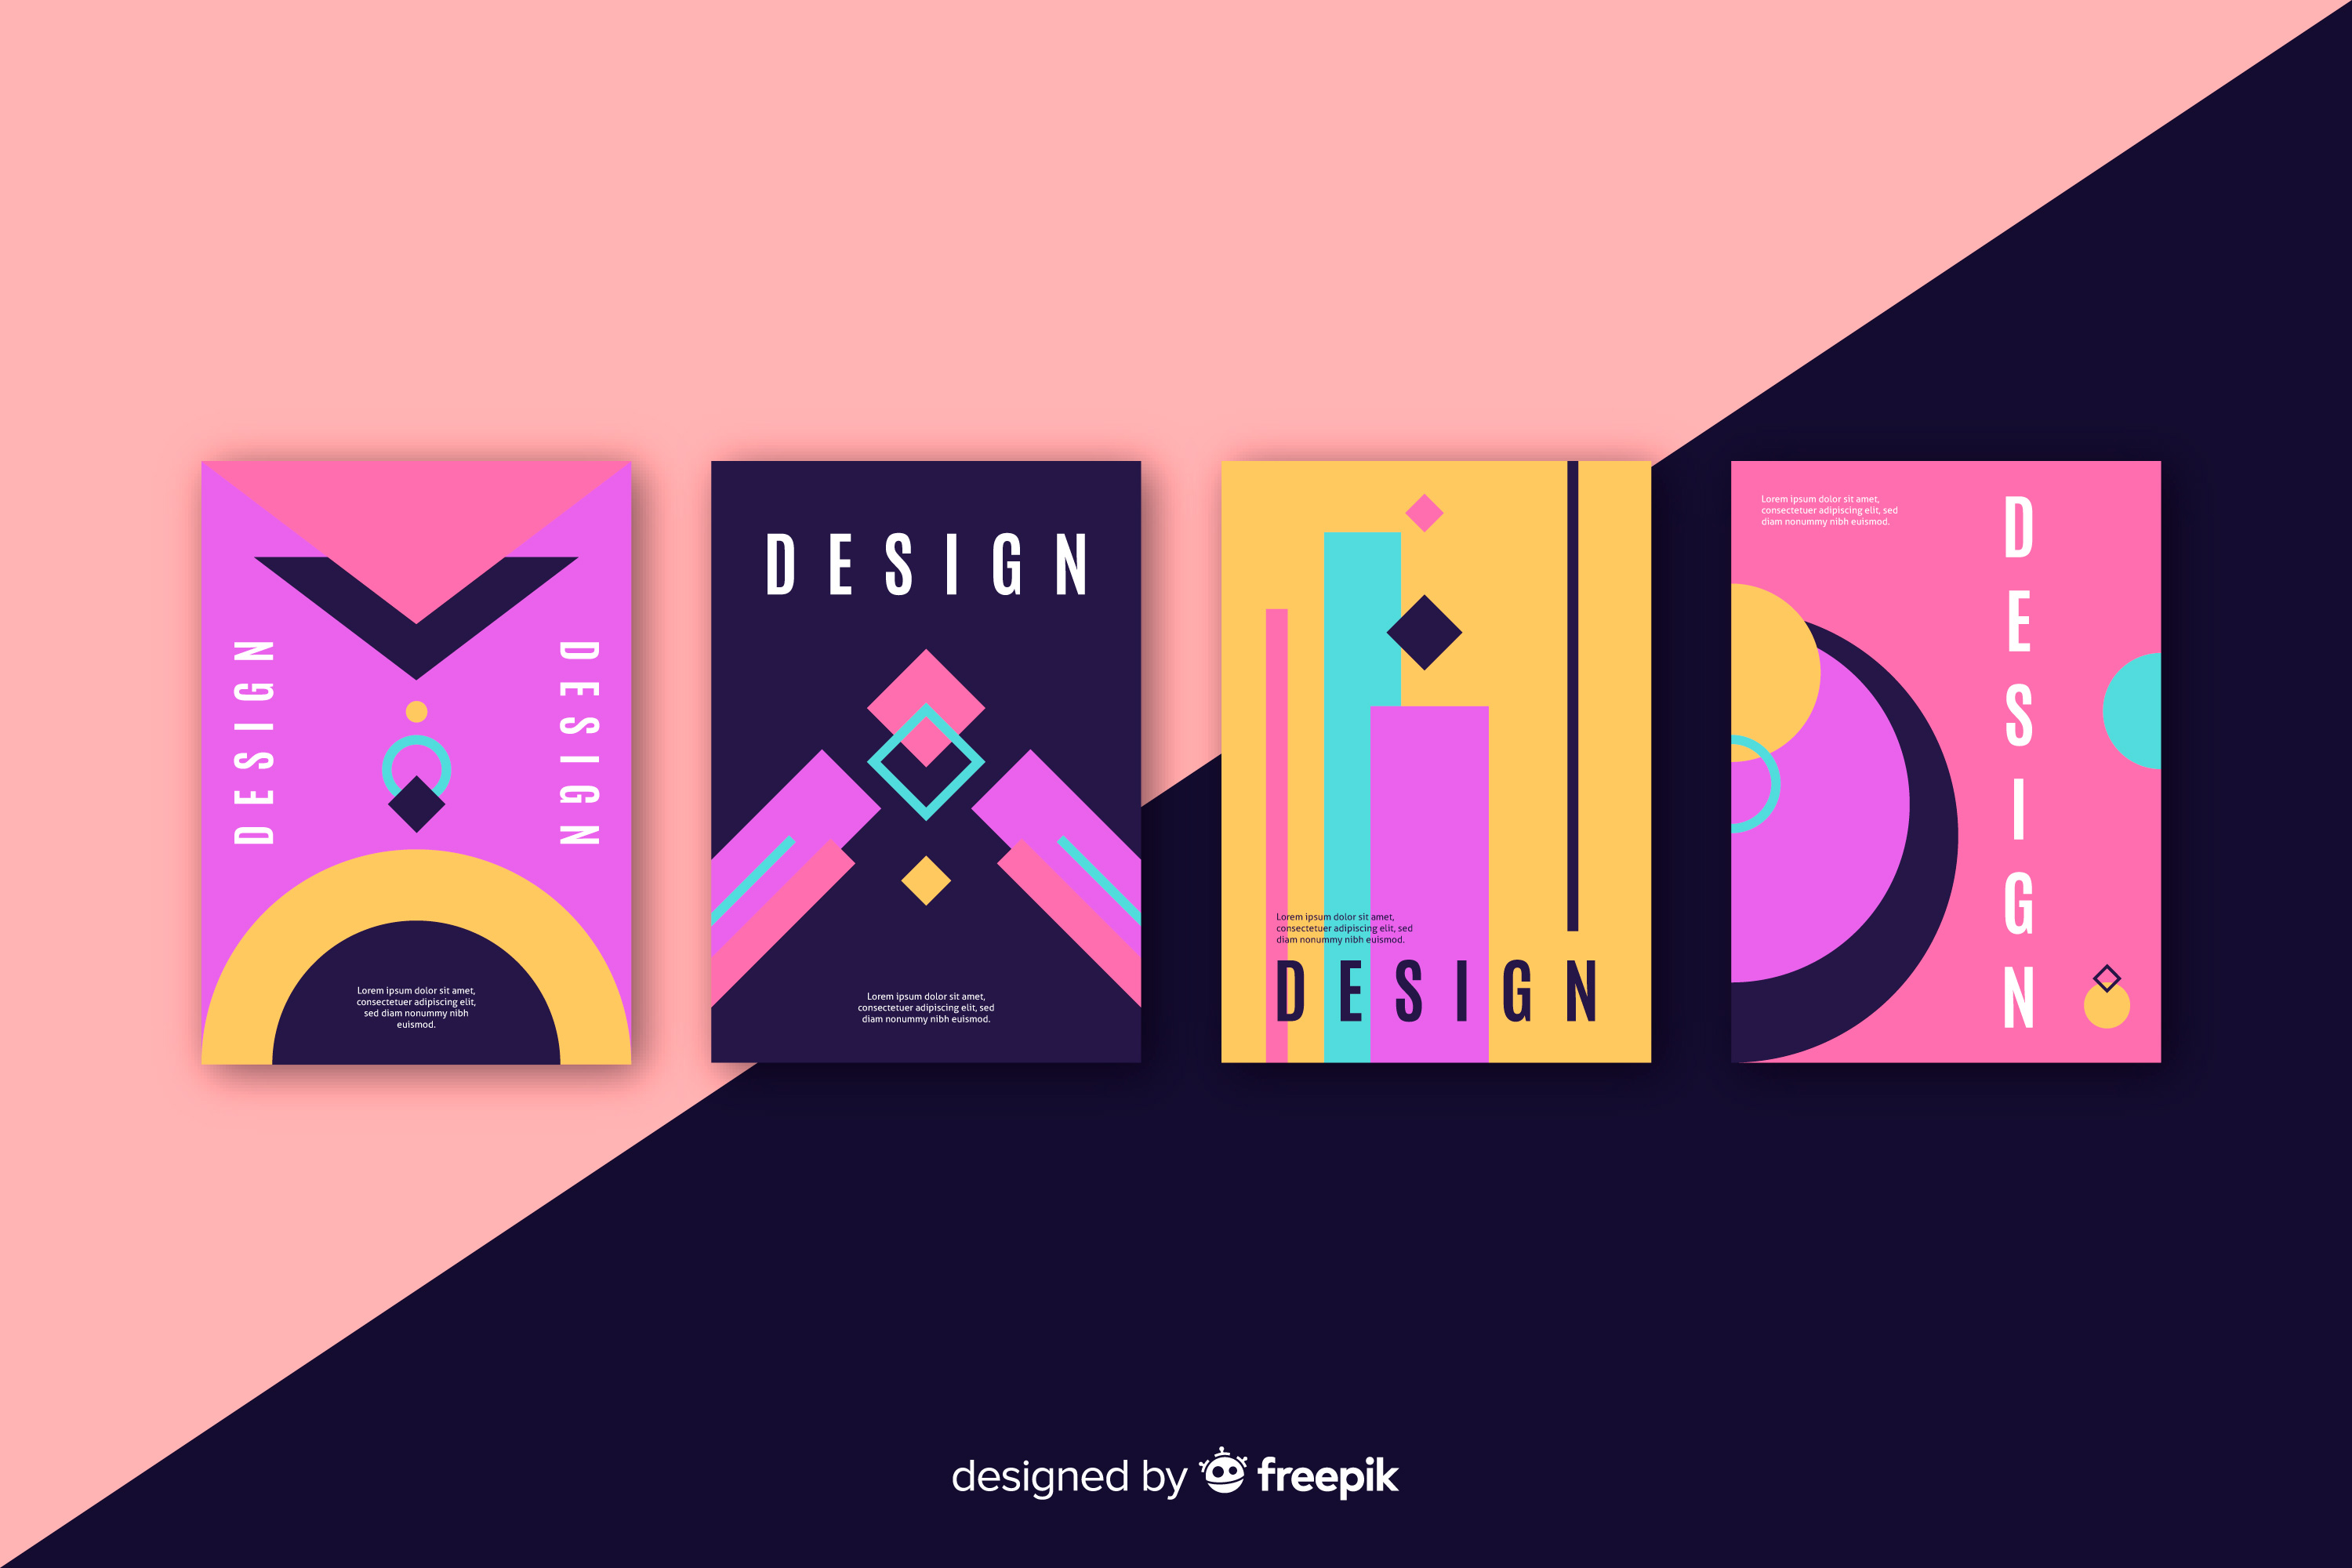 DESIGN
DESIGN
Lorem ipsum dolor sit amet,
consectetuer adipiscing elit,
sed diam nonummy nibh
euismod.
DESIGN
Lorem ipsum dolor sit amet,
consectetuer adipiscing elit, sed
diam nonummy nibh euismod.
Lorem ipsum dolor sit amet,
consectetuer adipiscing elit, sed
diam nonummy nibh euismod.
DESIGN
Lorem ipsum dolor sit amet,
consectetuer adipiscing elit, sed
diam nonummy nibh euismod.
DESIGN
designed by freepik